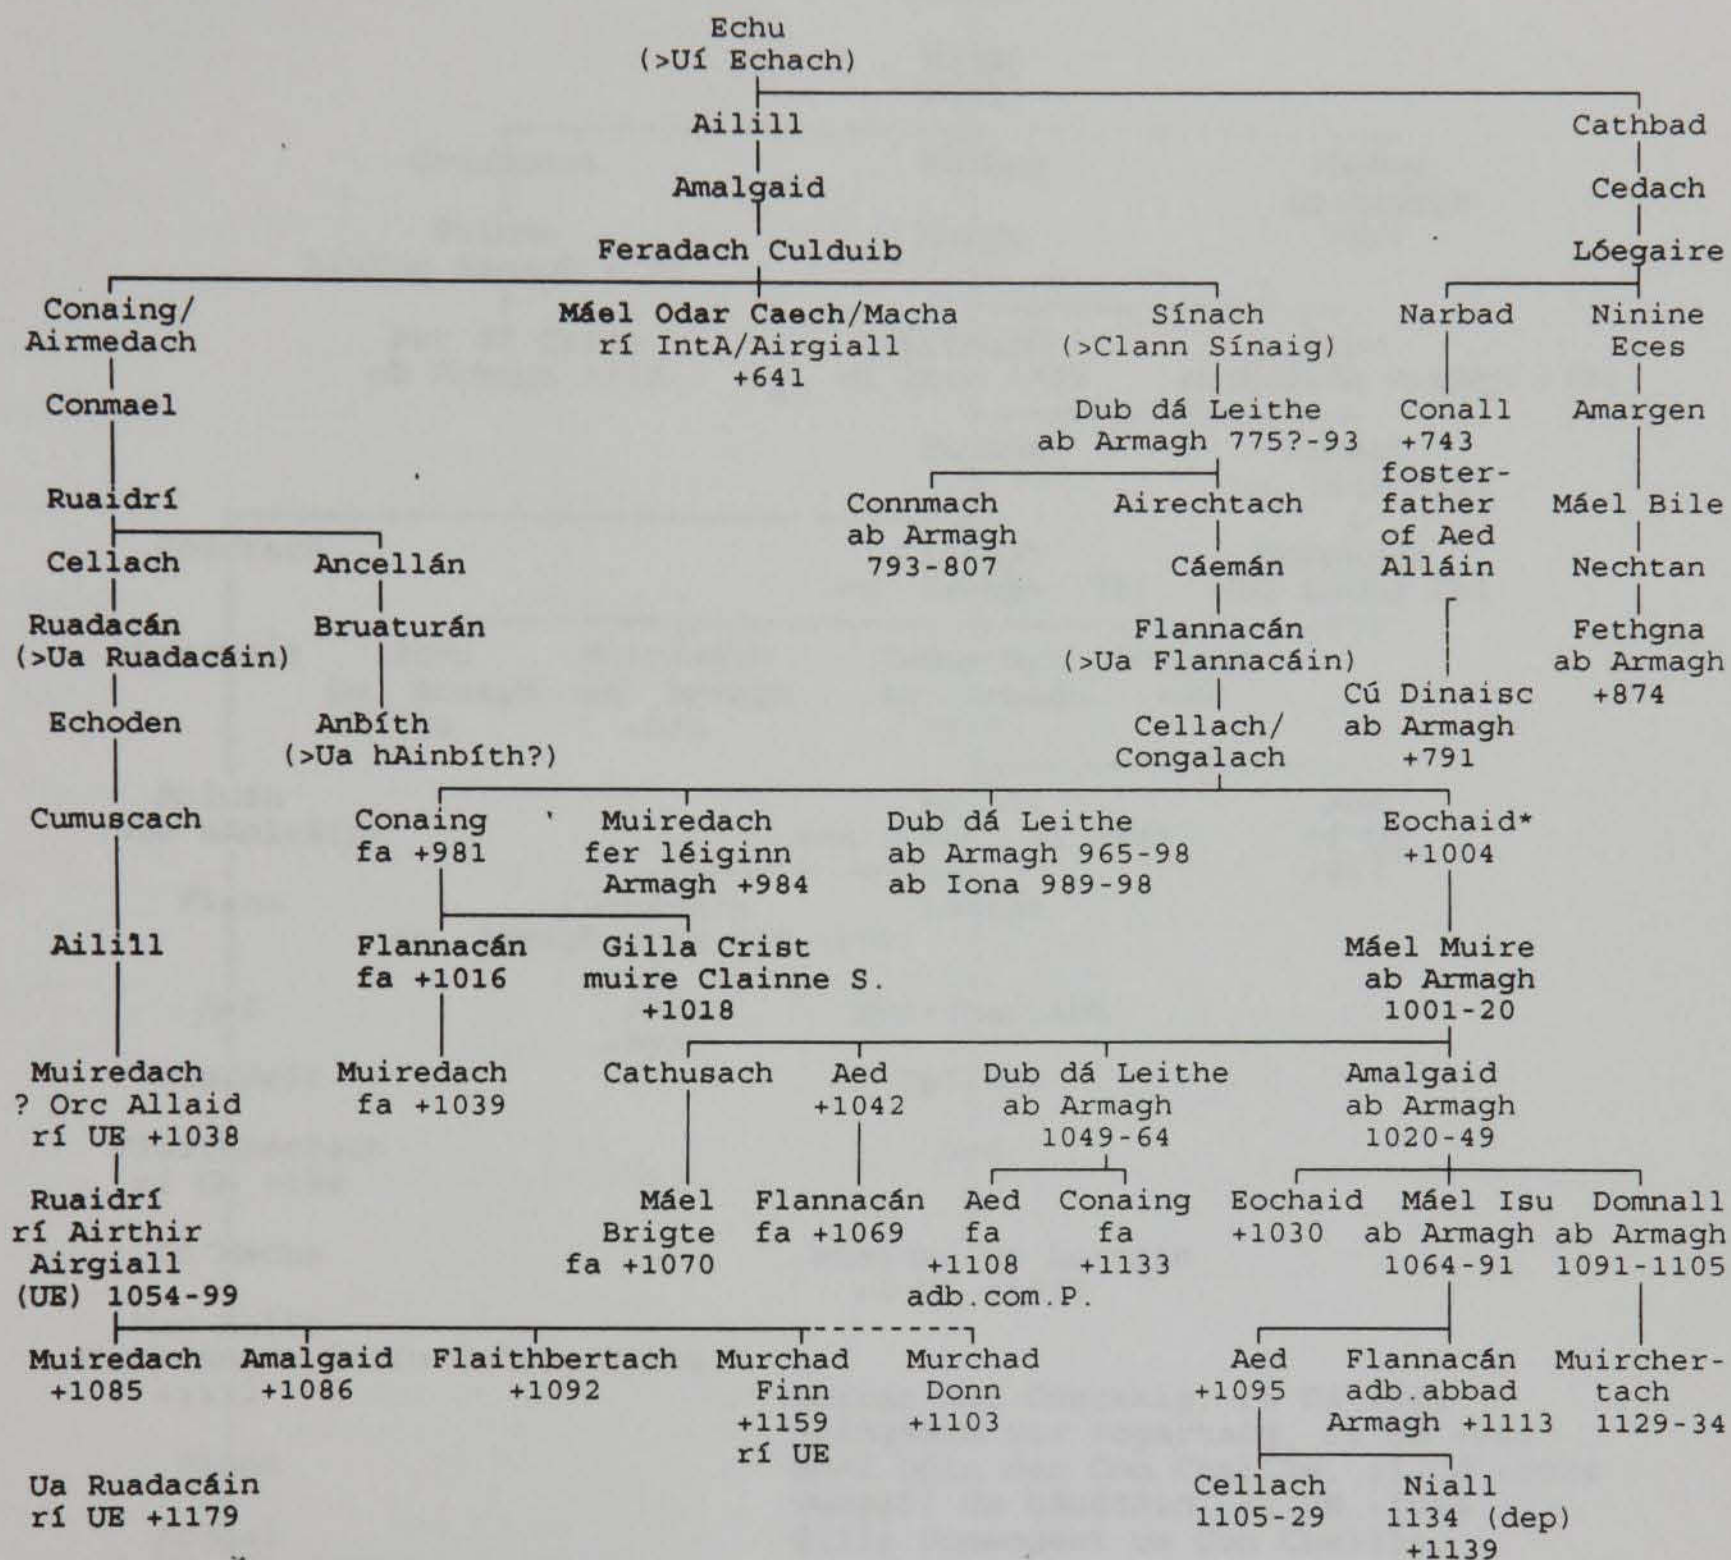 Echu
(>Uí Echach)
Ailill Cathbad
Amalgaid Cedach
Feradach Culduib Lóegaire
Conaing/ Máel Odar Caech/Macha Sínach Narbad Ninine
Airmedach rí IntA/Airgiall (>Clann Sínaig) Eces
+641
Conmael Dub dá Leithe Conall Amargen
ab Armagh 775?-93 +743
foster-
Ruaidrí Connmach Airechtach father Máel Bile
ab Armagh of Aed
Cellach Ancellán 793-807 Cáemán Alláin Nechtan
Ruadacán Bruaturán Flannacán Fethgna
(>Ua Ruadacáin) (>Ua Flannacáin) ab Armagh
Cú Dinaisc +874
Echoden Anbíth Cellach/ ab Armagh
(>Ua hAinbíth?) Congalach +791
Cumuscach Conaing Muiredach Dub dá Leithe Eochaid*
fa +981 fer léiginn ab Armagh 965-98 +1004
Armagh +984 ab Iona 989-98
Ailill Flannacán Gilla Crist Máel Muire
fa +1016 muire Clainne S. ab Armagh
+1018 1001-20
Muiredach Muiredach Cathusach Aed Dub dá Leithe Amalgaid
? Orc Allaid fa +1039 +1042 ab Armagh ab Armagh
rí UE +1038 1049-64 1020-49
Ruaidrí Máel Flannacán Aed Conaing Eochaid Máel Isu Domnall
rí Airthir Brigte fa +1069 fa fa +1030 ab Armagh ab Armagh
Airgiall fa +1070 +1108 +1133 1064-91 1091-1105
(UE) 1054-99 adb.com.P.
Muiredach Amalgaid Flaithbertach Murchad Murchad Aed Flannacán Muircher-
+1085 +1086 +1092 Finn Donn +1095 adb.abbad tach
+1159 +1103 Armagh +1113 1129-34
rí UE
Ua Ruadacáin Cellach Niall
rí UE +1179 1105-29 1134 (dep)
+1139